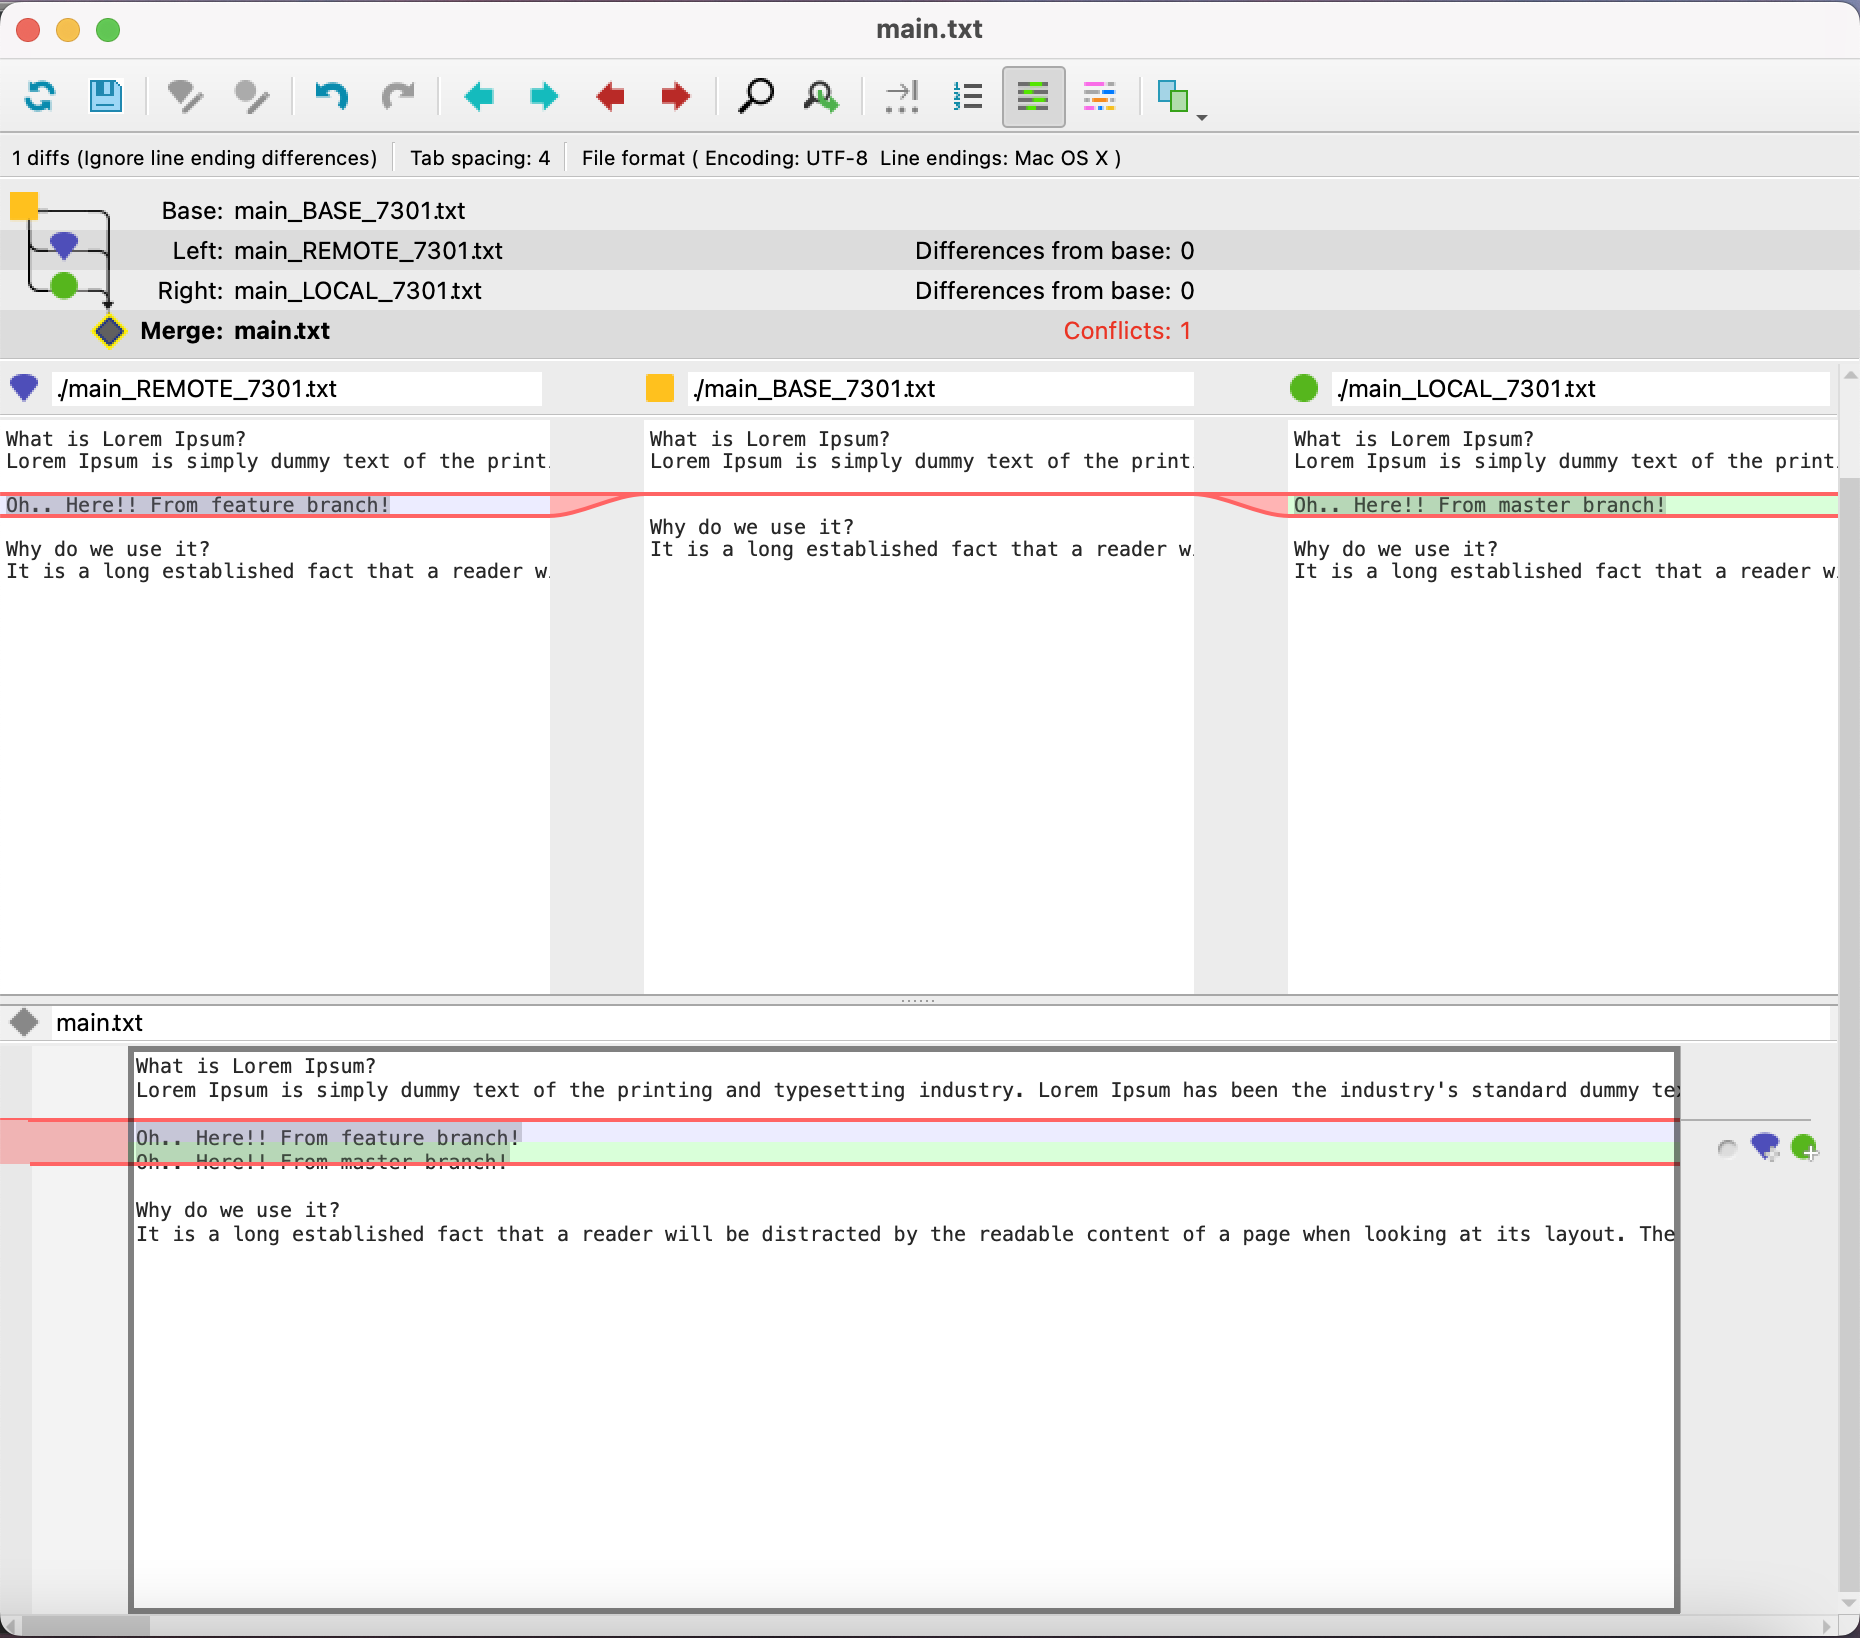 main.txt
1 diffs (Ignore line ending differences) Tab spacing: 4 File format ( Encoding: UTF-8 Line endings: Mac OS X )
Base: main_BASE_7301.txt
Left: main_REMOTE_7301.txt Differences from base: 0
Right: main_LOCAL_7301.txt Differences from base: 0
Merge: main.txt Conflicts: 1
./main_REMOTE_7301.txt
What is Lorem Ipsum?
Lorem Ipsum is simply dummy text of the print.
Oh.. Here!! From feature branch!
Why do we use it?
It is a long established fact that a reader w
./main_BASE_7301.txt
What is Lorem Ipsum?
Lorem Ipsum is simply dummy text of the print.
Why do we use it?
It is a long established fact that a reader w
./main_LOCAL_7301.txt
What is Lorem Ipsum?
Lorem Ipsum is simply dummy text of the print.
Oh.. Here!! From master branch!
Why do we use it?
It is a long established fact that a reader w
main.txt
What is Lorem Ipsum?
Lorem Ipsum is simply dummy text of the printing and typesetting industry. Lorem Ipsum has been the industry's standard dummy te
Oh.. Here!! From feature branch!
Oh.. Here!! From master branch!
Why do we use it?
It is a long established fact that a reader will be distracted by the readable content of a page when looking at its layout. The